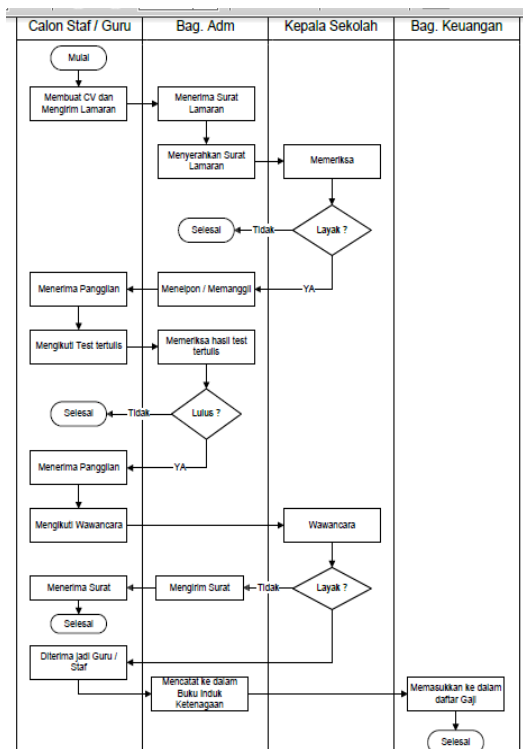 Calon Staf / Guru
Bag. Adm
Kepala Sekolah
Bag. Keuangan
Mulai
Membuat CV dan
Mengirim Lamaran
Menerima Surat
Lamaran
Menyerahkan Surat
Lamaran
Memeriksa
Selesai
Tidak
Layak ?
Menerima Panggilan
Menelpon / Memanggil
YA
Mengikuti Test tertulis
Memeriksa hasil test
tertulis
Selesai
Tidak
Lulus ?
Menerima Panggilan
YA
Mengikuti Wawancara
Wawancara
Menerima Surat
Mengirim Surat
Tidak
Layak ?
Selesai
Diterima jadi Guru /
Staf
Mencatat ke dalam
Buku Induk
Ketenagaan
Memasukkan ke dalam
daftar Gaji
Selesai